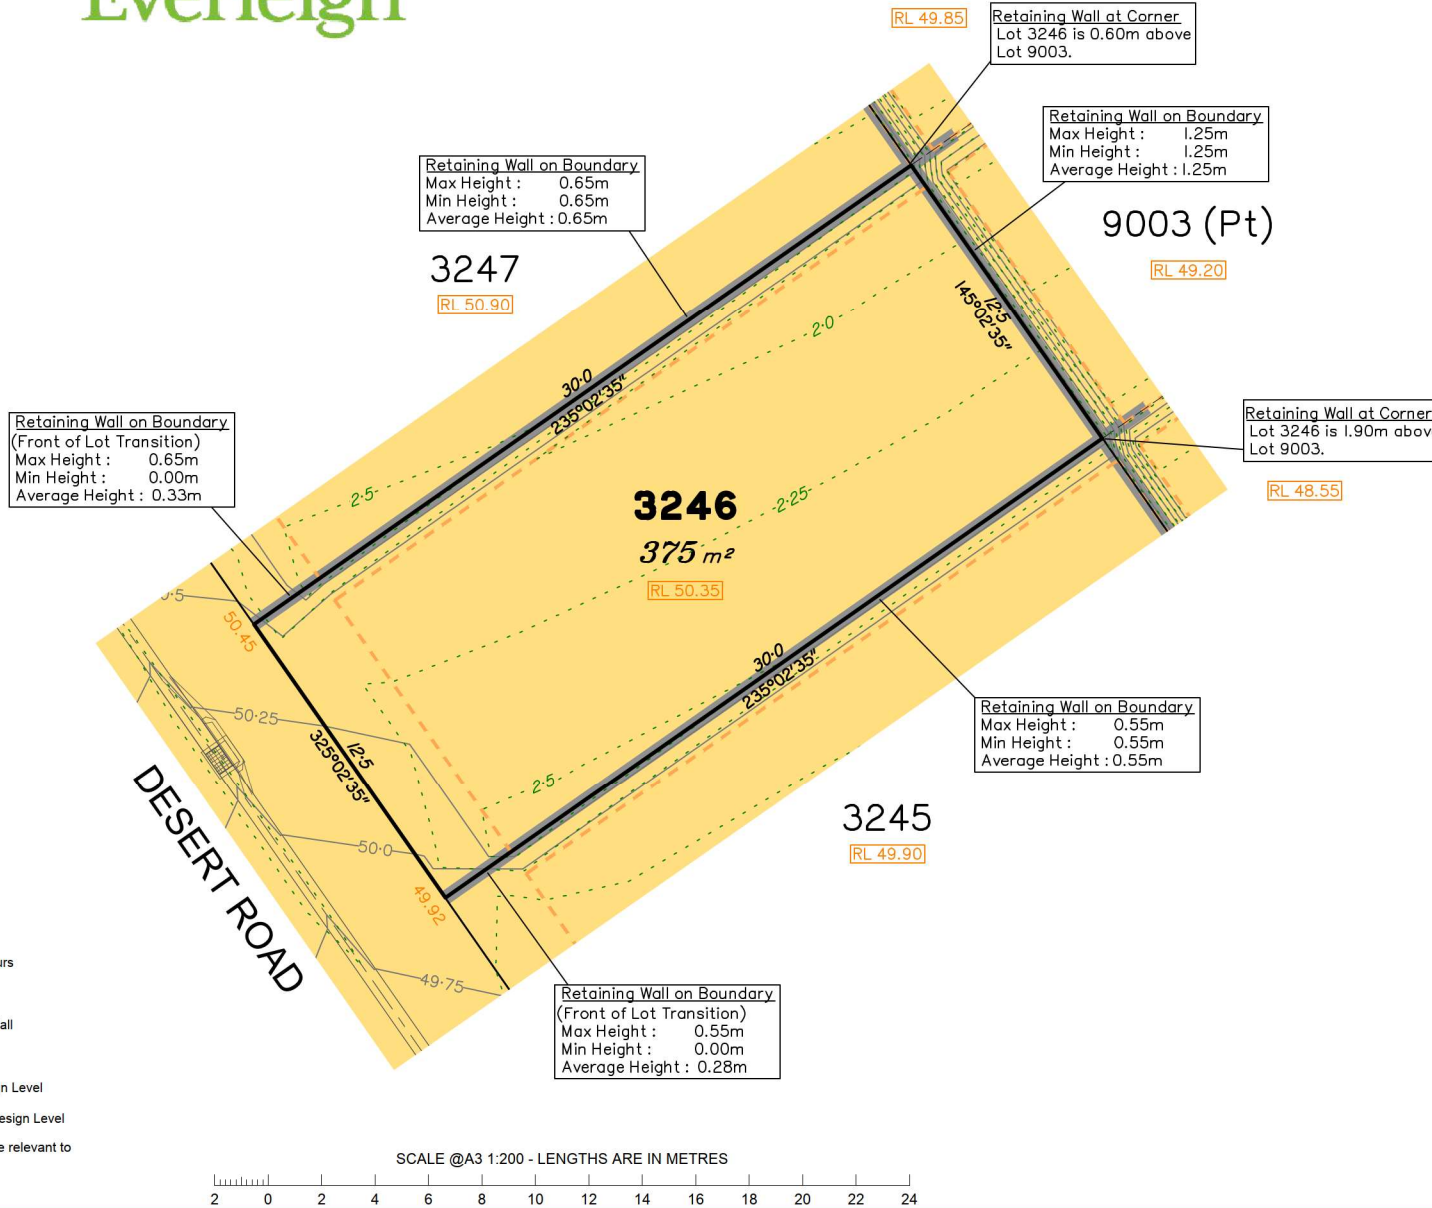 Everleigh
RL 49.85
Retaining Wall at Corner
Lot 3246 is 0.60m above
Lot 9003.
Retaining Wall on Boundary
Max Height : 1.25m
Min Height : 1.25m
Average Height : 1.25m
Retaining Wall on Boundary
Max Height : 0.65m
Min Height : 0.65m
Average Height : 0.65m
9003 (Pt)
RL 49.20
3247
RL 50.90
12·5
145°02'35"
2·0
30·0
235°02'35"
Retaining Wall on Boundary
(Front of Lot Transition)
Max Height : 0.65m
Min Height : 0.00m
Average Height : 0.33m
Retaining Wall at Corner
Lot 3246 is 1.90m above
Lot 9003.
RL 48.55
2·5
2·25
3246
375 m²
RL 50.35
50.45
30·0
235°02'35"
50·25
12·5
325°02'35"
2·5
Retaining Wall on Boundary
Max Height : 0.55m
Min Height : 0.55m
Average Height : 0.55m
3245
RL 49.90
DESERT ROAD
50·0
49.92
49·75
Retaining Wall on Boundary
(Front of Lot Transition)
Max Height : 0.55m
Min Height : 0.00m
Average Height : 0.28m
Level
Level
relevant to
SCALE @A3 1:200 - LENGTHS ARE IN METRES
2 0 2 4 6 8 10 12 14 16 18 20 22 24